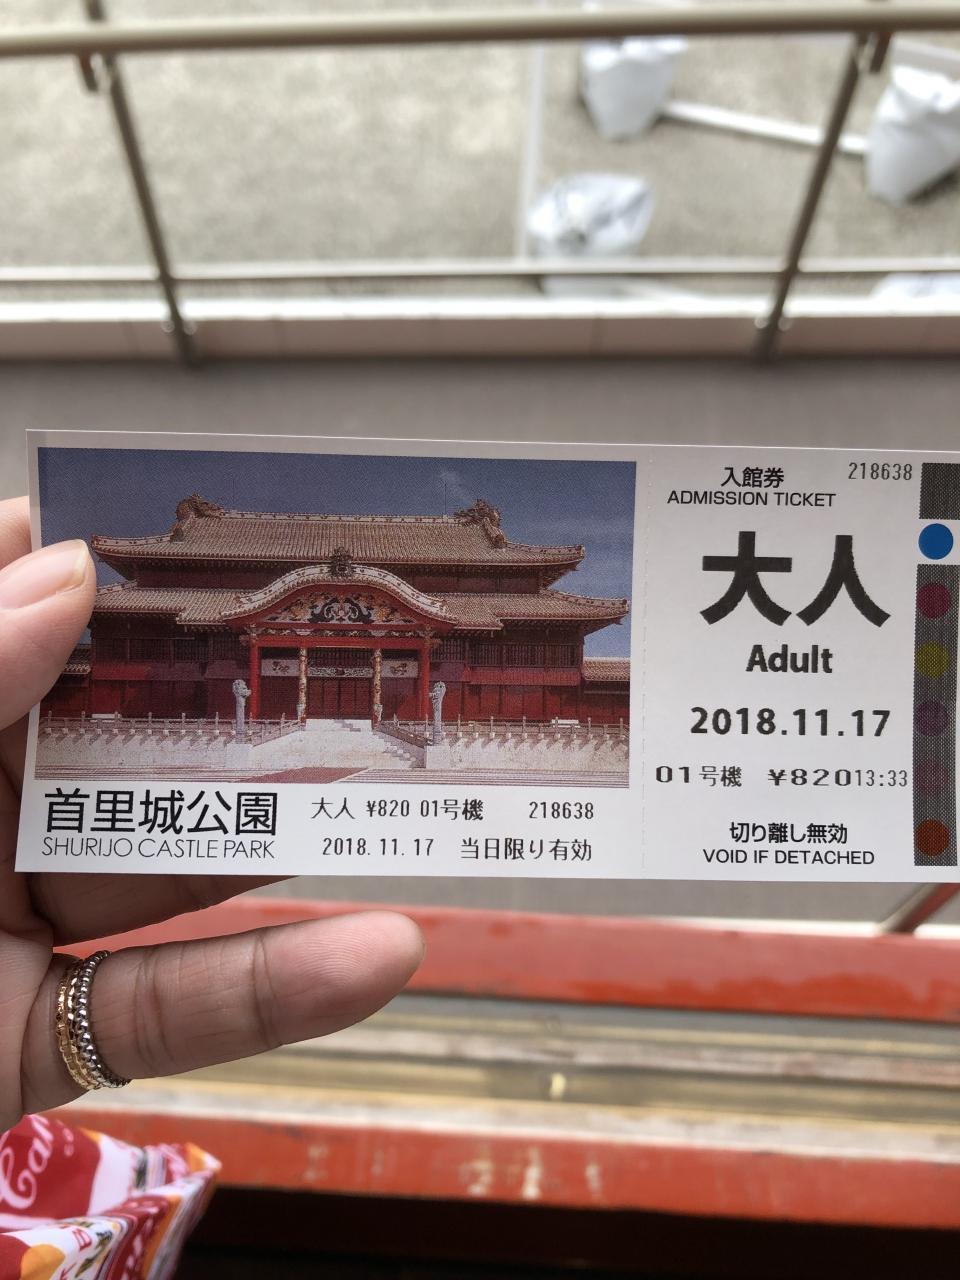 首里城公園
SHURIJO CASTLE PARK
大人 ¥820 01号機 218638
2018.11.17 当日限り有効
入館券 218638
ADMISSION TICKET
大人
Adult
2018.11.17
01号機 ¥820 13:33
切り離し無効
VOID IF DETACHED